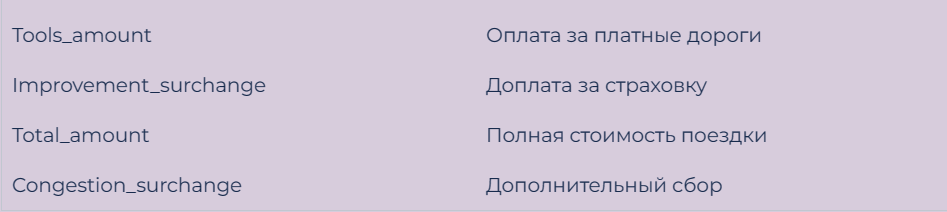 Tools_amount Оплата за платные дороги
Improvement_surchange Доплата за страховку
Total_amount Полная стоимость поездки
Congestion_surchange Дополнительный сбор